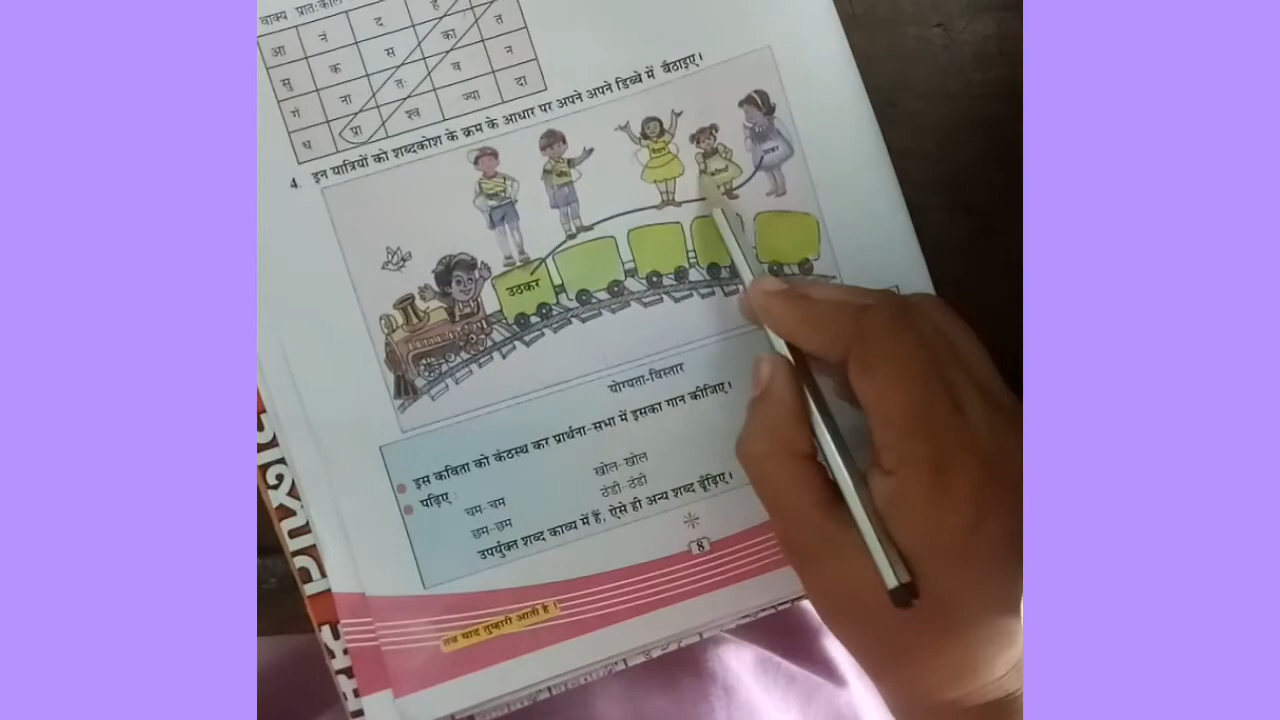 वाक्य प्रातःकाल
आ नं द है
सु क स का त
गं ना तः व न
ध प्रा श्व ज्या दा
4. इन यात्रियों को शब्दकोश के क्रम के आधार पर अपने अपने डिब्बे में बैठाइए।
उठकर
योग्यता-विस्तार
इस कविता को कंठस्थ कर प्रार्थना-सभा में इसका गान कीजिए।
पढ़िए :
चम-चम खोल-खोल
छम-छम ठंडी-ठंडी
उपर्युक्त शब्द काव्य में हैं, ऐसे ही अन्य शब्द ढूँढ़िए।
8
तब याद तुम्हारी आती है।